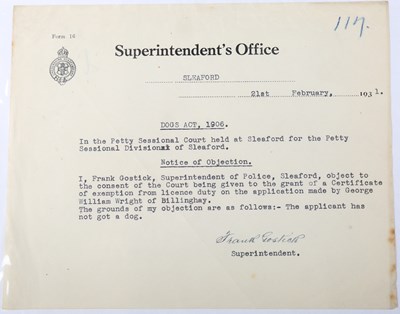 Form 16
117.
Superintendent's Office
SLEAFORD
21st February, 1931.
DOGS ACT, 1906.
In the Petty Sessional Court held at Sleaford for the Petty
Sessional Division of Sleaford.
Notice of Objection.
I, Frank Gostick, Superintendent of Police, Sleaford, object to
the consent of the Court being given to the grant of a Certificate
of exemption from licence duty on the application made by George
William Wright of Billinghay.
The grounds of my objection are as follows:- The applicant has
not got a dog.
Frank Gostick
Superintendent.